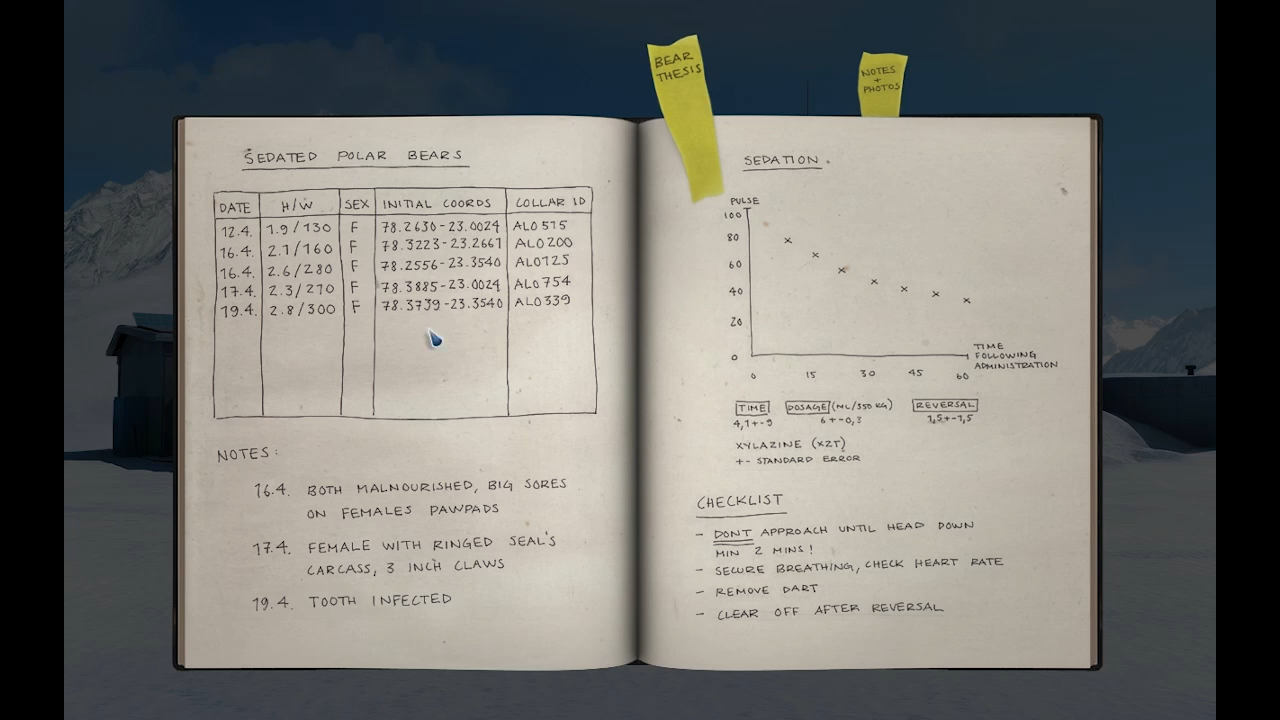 BEAR
THESIS
NOTES
+
PHOTOS
SEDATED POLAR BEARS
DATE H/W SEX INITIAL COORDS COLLAR ID
12.4. 1.9/130 F 78.2630-23.0024 ALO515
16.4. 2.1/160 F 78.3223-23.2661 ALO200
16.4. 2.6/280 F 78.2556-23.3540 ALO125
17.4. 2.3/210 F 78.3885-23.0024 ALO754
19.4. 2.8/300 F 78.3739-23.3540 ALO339
NOTES:
16.4. BOTH MALNOURISHED, BIG SORES
ON FEMALES PAWPADS
17.4. FEMALE WITH RINGED SEAL'S
CARCASS, 3 INCH CLAWS
19.4. TOOTH INFECTED
SEDATION.
PULSE
100
80
60
40
20
0
0 15 30 45 60
TIME
FOLLOWING
ADMINISTRATION
TIME DOSAGE (ML/350 KG) REVERSAL
4,1+-9 6+-0,3 1,5+-1,5
XYLAZINE (XZT)
+- STANDARD ERROR
CHECKLIST
- DONT APPROACH UNTIL HEAD DOWN
MIN 2 MINS!
- SECURE BREATHING, CHECK HEART RATE
- REMOVE DART
- CLEAR OFF AFTER REVERSAL